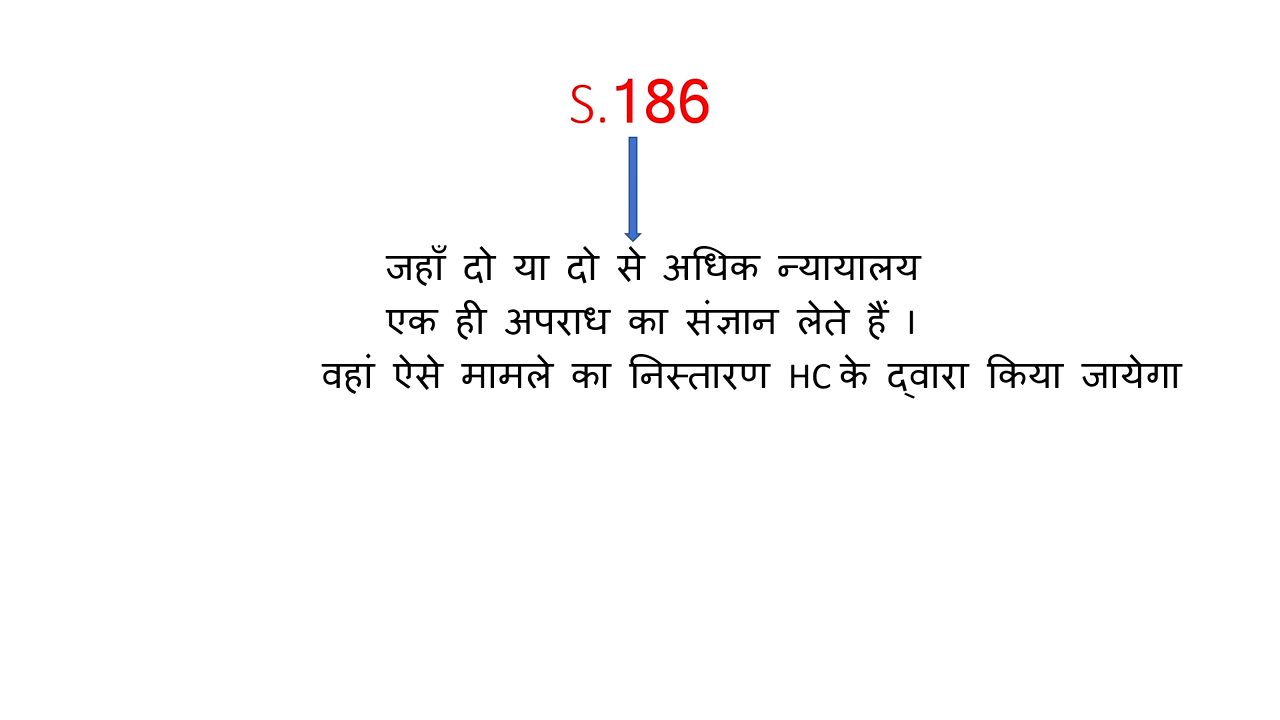 S.186
जहाँ दो या दो से अधिक न्यायालय
एक ही अपराध का संज्ञान लेते हैं ।
वहां ऐसे मामले का निस्तारण HC के द्वारा किया जायेगा